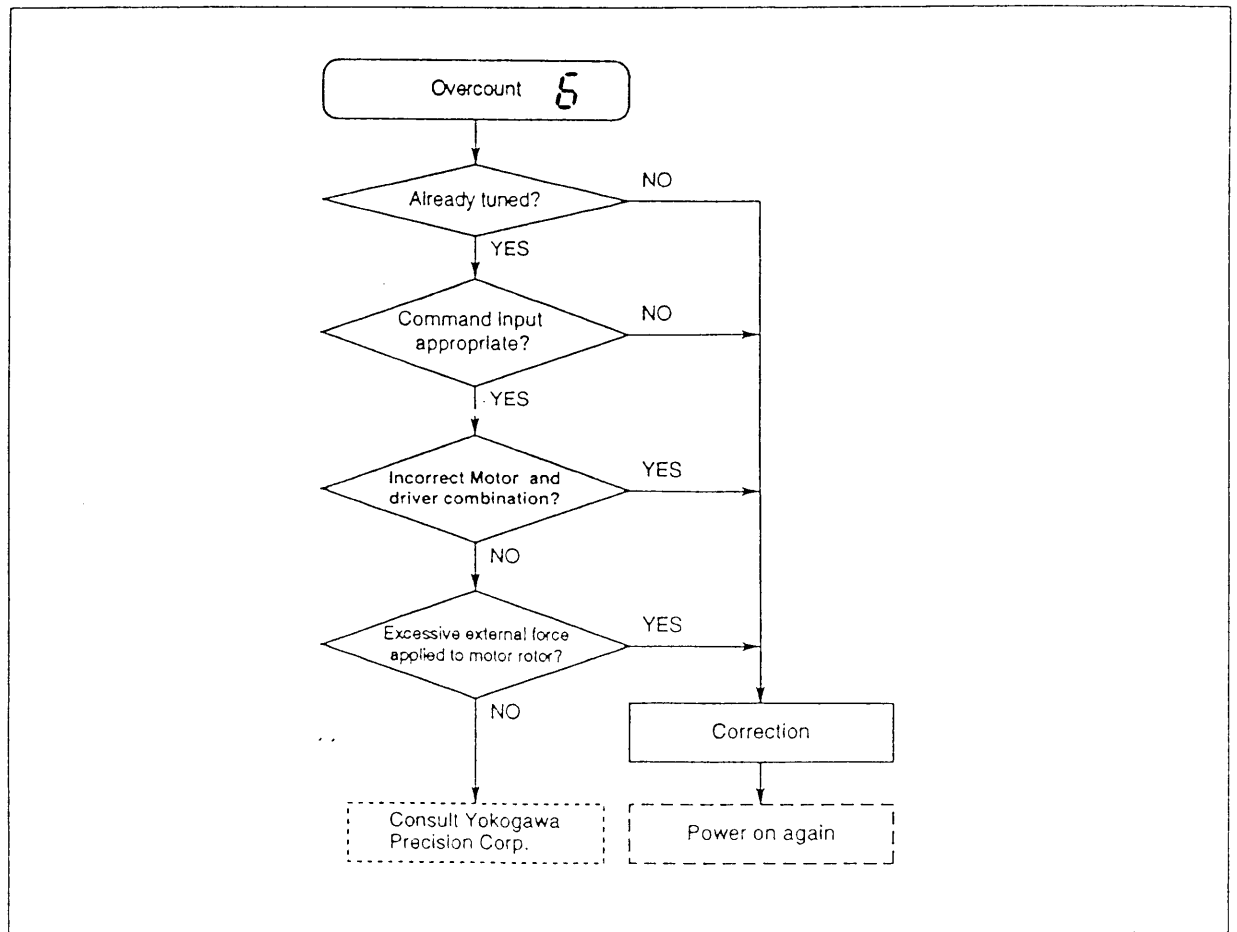 Overcount 6
Already tuned?
NO
YES
Command input
appropriate?
NO
YES
Incorrect Motor and
driver combination?
YES
NO
Excessive external force
applied to motor rotor?
YES
NO
Correction
Consult Yokogawa
Precision Corp.
Power on again